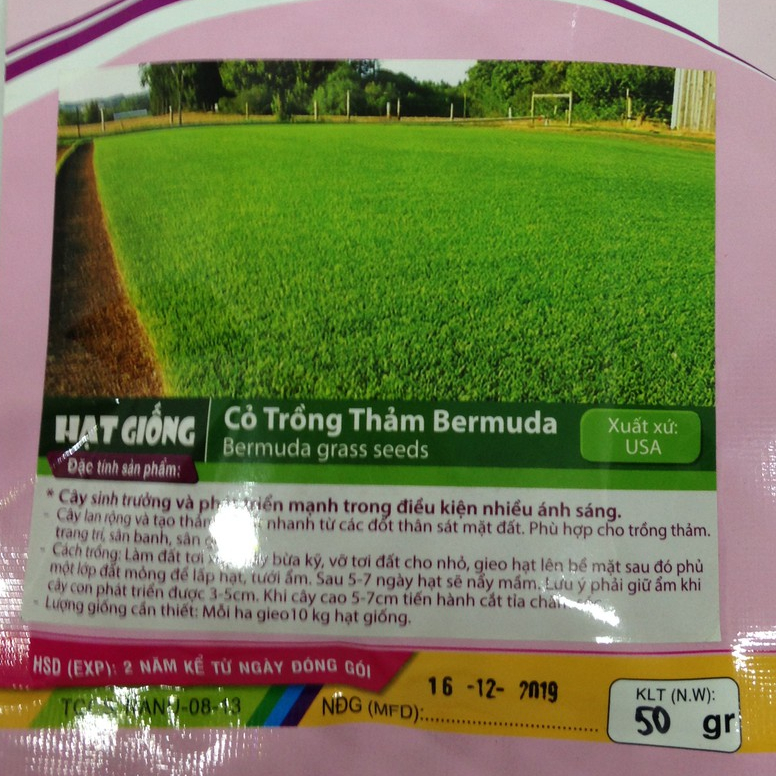 HẠT GIỐNG
Cỏ Trồng Thảm Bermuda
Bermuda grass seeds
Xuất xứ:
USA
Đặc tính sản phẩm:
* Cây sinh trưởng và phát triển mạnh trong điều kiện nhiều ánh sáng.
- Cây lan rộng và tạo thảm nhanh từ các đốt thân sát mặt đất. Phù hợp cho trồng thảm.
trang trí, sân banh, sân
- Cách trồng: Làm đất tơi bừa kỹ, vỡ tơi đất cho nhỏ, gieo hạt lên bề mặt sau đó phủ
một lớp đất mỏng để lấp hạt, tưới ẩm. Sau 5-7 ngày hạt sẽ nẩy mầm. Lưu ý phải giữ ẩm khi
cây con phát triển được 3-5cm. Khi cây cao 5-7cm tiến hành cắt tỉa
- Lượng giống cần thiết: Mỗi ha gieo10 kg hạt giống.
HSD (EXP): 2 NĂM KỂ TỪ NGÀY ĐÓNG GÓI
-08-13
NĐG (MFD):
16 -12- 2019
KLT (N.W):
50 gr